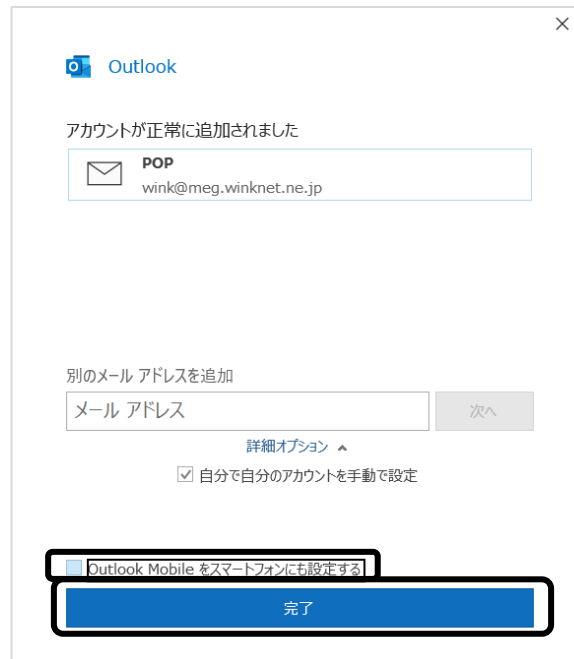 Outlook
アカウントが正常に追加されました
POP
wink@meg.winknet.ne.jp
別のメール アドレスを追加
メール アドレス
次へ
詳細オプション
自分で自分のアカウントを手動で設定
Outlook Mobile をスマートフォンにも設定する
完了